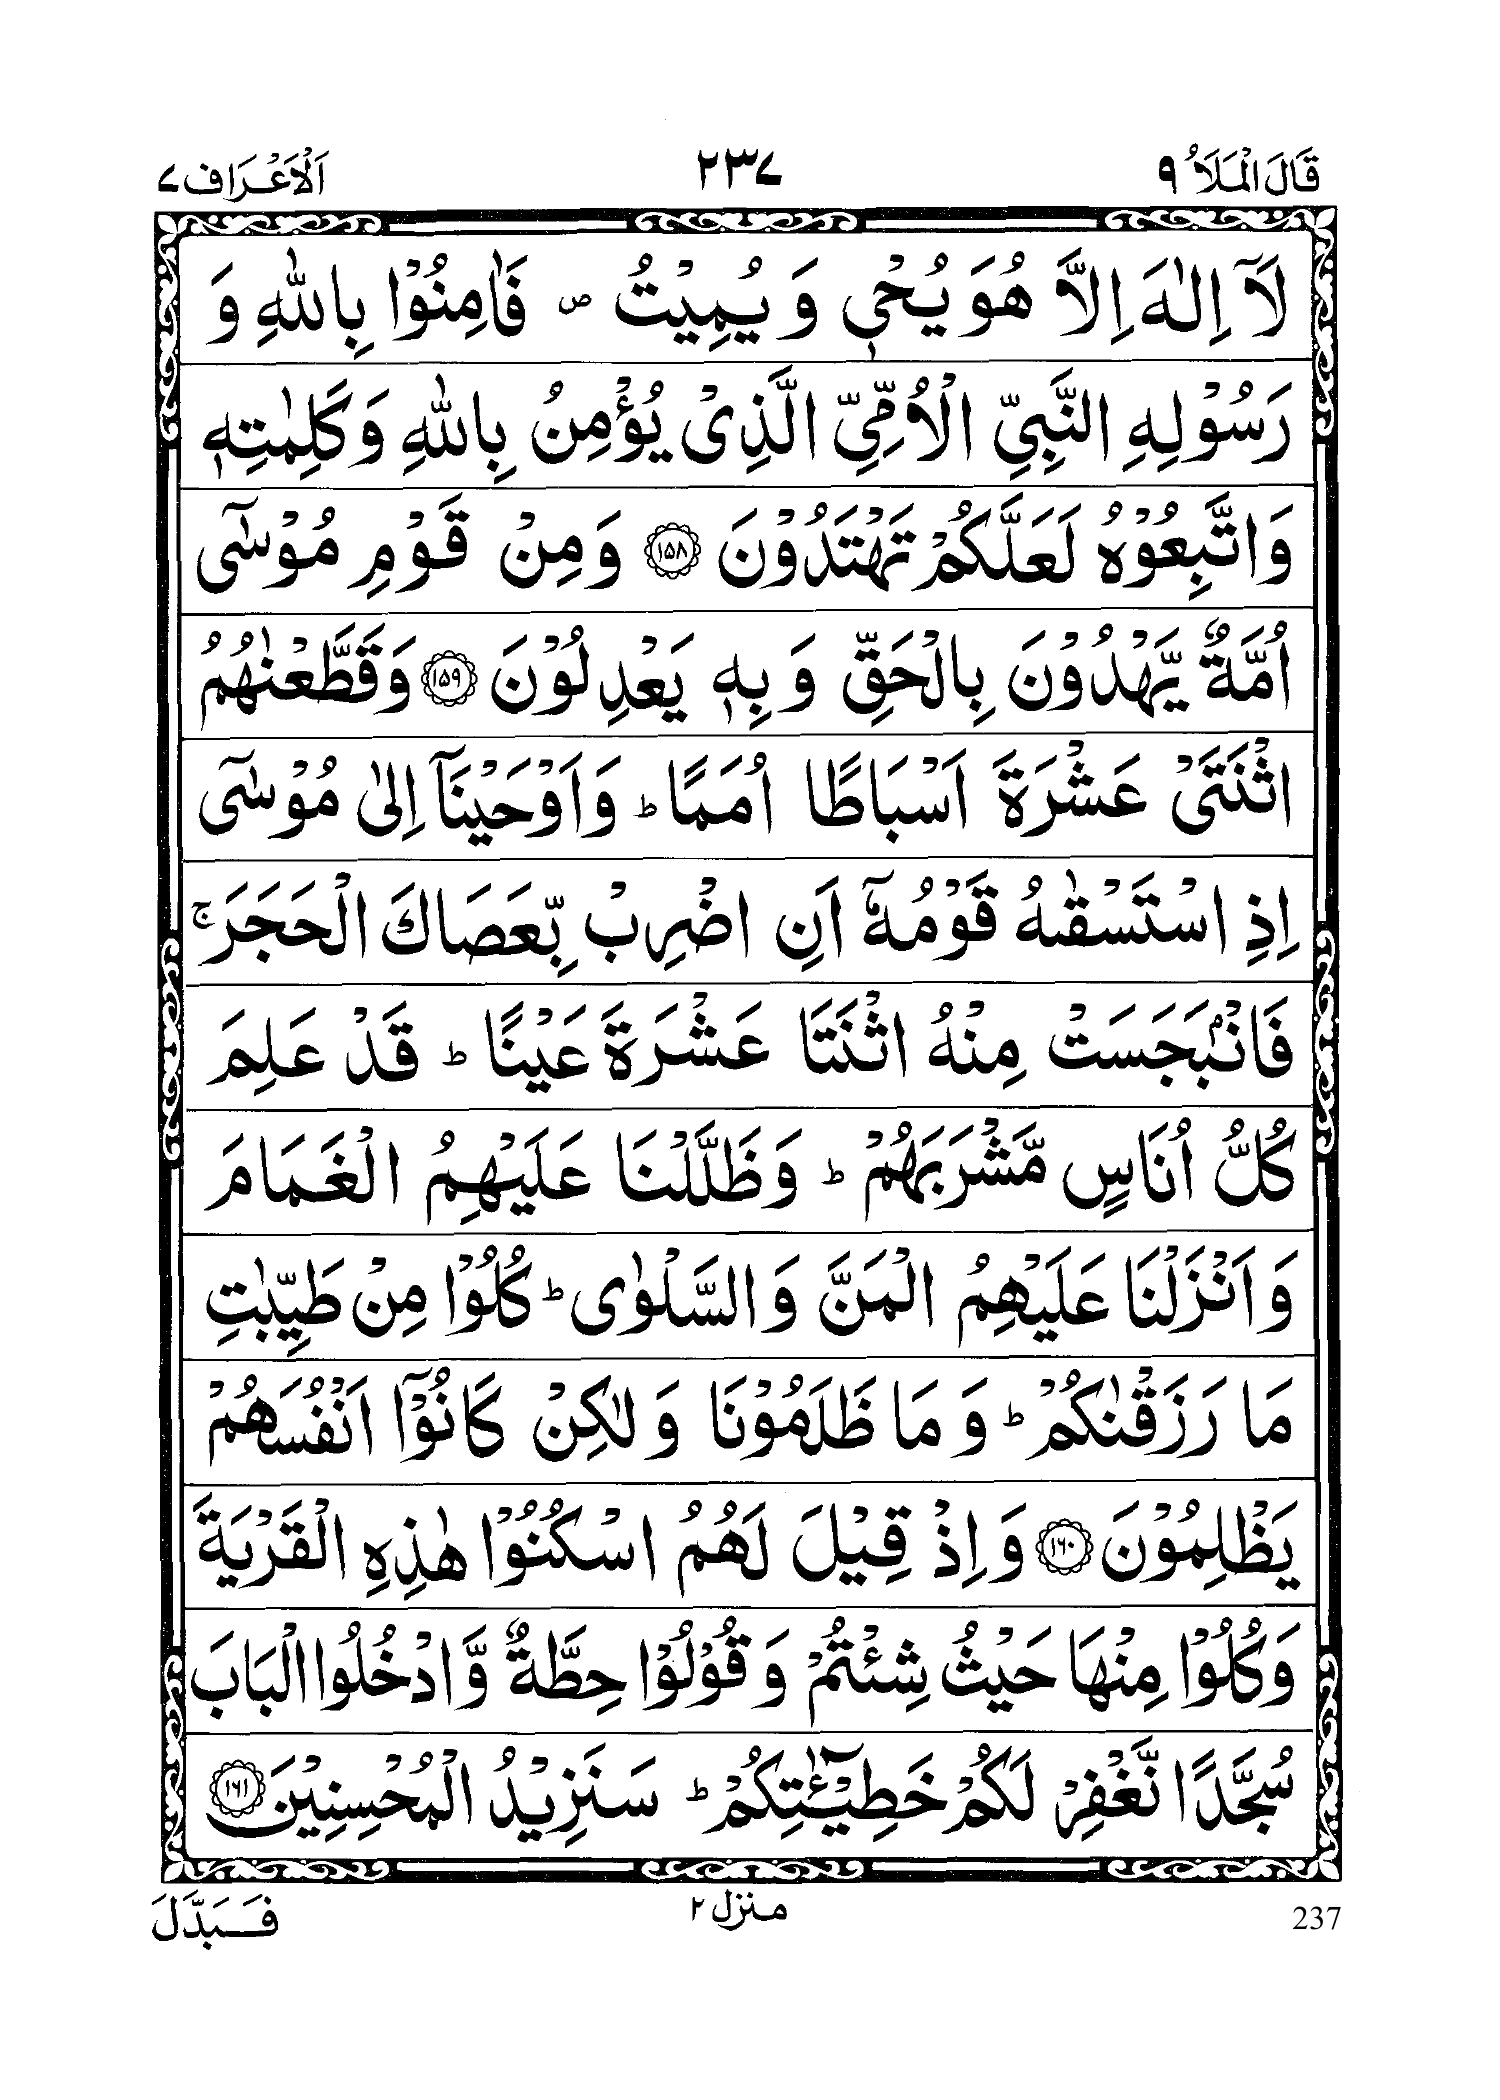 قَالَ الْمَلَاُ ٩
٢٣٧
اَلْاَعْرَاف ٧
لَاۤ اِلٰهَ اِلَّا هُوَ يُحْیٖ وَ يُمِيْتُ ۪ فَاٰمِنُوْا بِاللّٰهِ وَ
رَسُوْلِهِ النَّبِيِّ الْاُمِّيِّ الَّذِیْ يُؤْمِنُ بِاللّٰهِ وَكَلِمٰتِهٖ
وَاتَّبِعُوْهُ لَعَلَّكُمْ تَهْتَدُوْنَ ﴿١٥٨﴾ وَمِنْ قَوْمِ مُوْسٰۤى
اُمَّةٌ يَّهْدُوْنَ بِالْحَقِّ وَ بِهٖ يَعْدِلُوْنَ ﴿١٥٩﴾ وَقَطَّعْنٰهُمُ
اثْنَتَیْ عَشْرَةَ اَسْبَاطًا اُمَمًا ؕ وَاَوْحَيْنَاۤ اِلٰى مُوْسٰۤى
اِذِ اسْتَسْقٰىهُ قَوْمُهٗۤ اَنِ اضْرِبْ بِّعَصَاكَ الْحَجَرَ ۚ
فَانْۢبَجَسَتْ مِنْهُ اثْنَتَا عَشْرَةَ عَيْنًا ؕ قَدْ عَلِمَ
كُلُّ اُنَاسٍ مَّشْرَبَهُمْ ؕ وَظَلَّلْنَا عَلَيْهِمُ الْغَمَامَ
وَاَنْزَلْنَا عَلَيْهِمُ الْمَنَّ وَالسَّلْوٰى ؕ كُلُوْا مِنْ طَيِّبٰتِ
مَا رَزَقْنٰكُمْ ؕ وَ مَا ظَلَمُوْنَا وَلٰكِنْ كَانُوْۤا اَنْفُسَهُمْ
يَظْلِمُوْنَ ﴿١٦٠﴾ وَاِذْ قِيْلَ لَهُمُ اسْكُنُوْا هٰذِهِ الْقَرْيَةَ
وَكُلُوْا مِنْهَا حَيْثُ شِئْتُمْ وَقُوْلُوْا حِطَّةٌ وَّادْخُلُوا الْبَابَ
سُجَّدًا نَّغْفِرْ لَكُمْ خَطِيْٓـٰٔتِكُمْ ؕ سَنَزِيْدُ الْمُحْسِنِيْنَ ﴿١٦١﴾
237
منزل ٢
فَبَدَّلَ